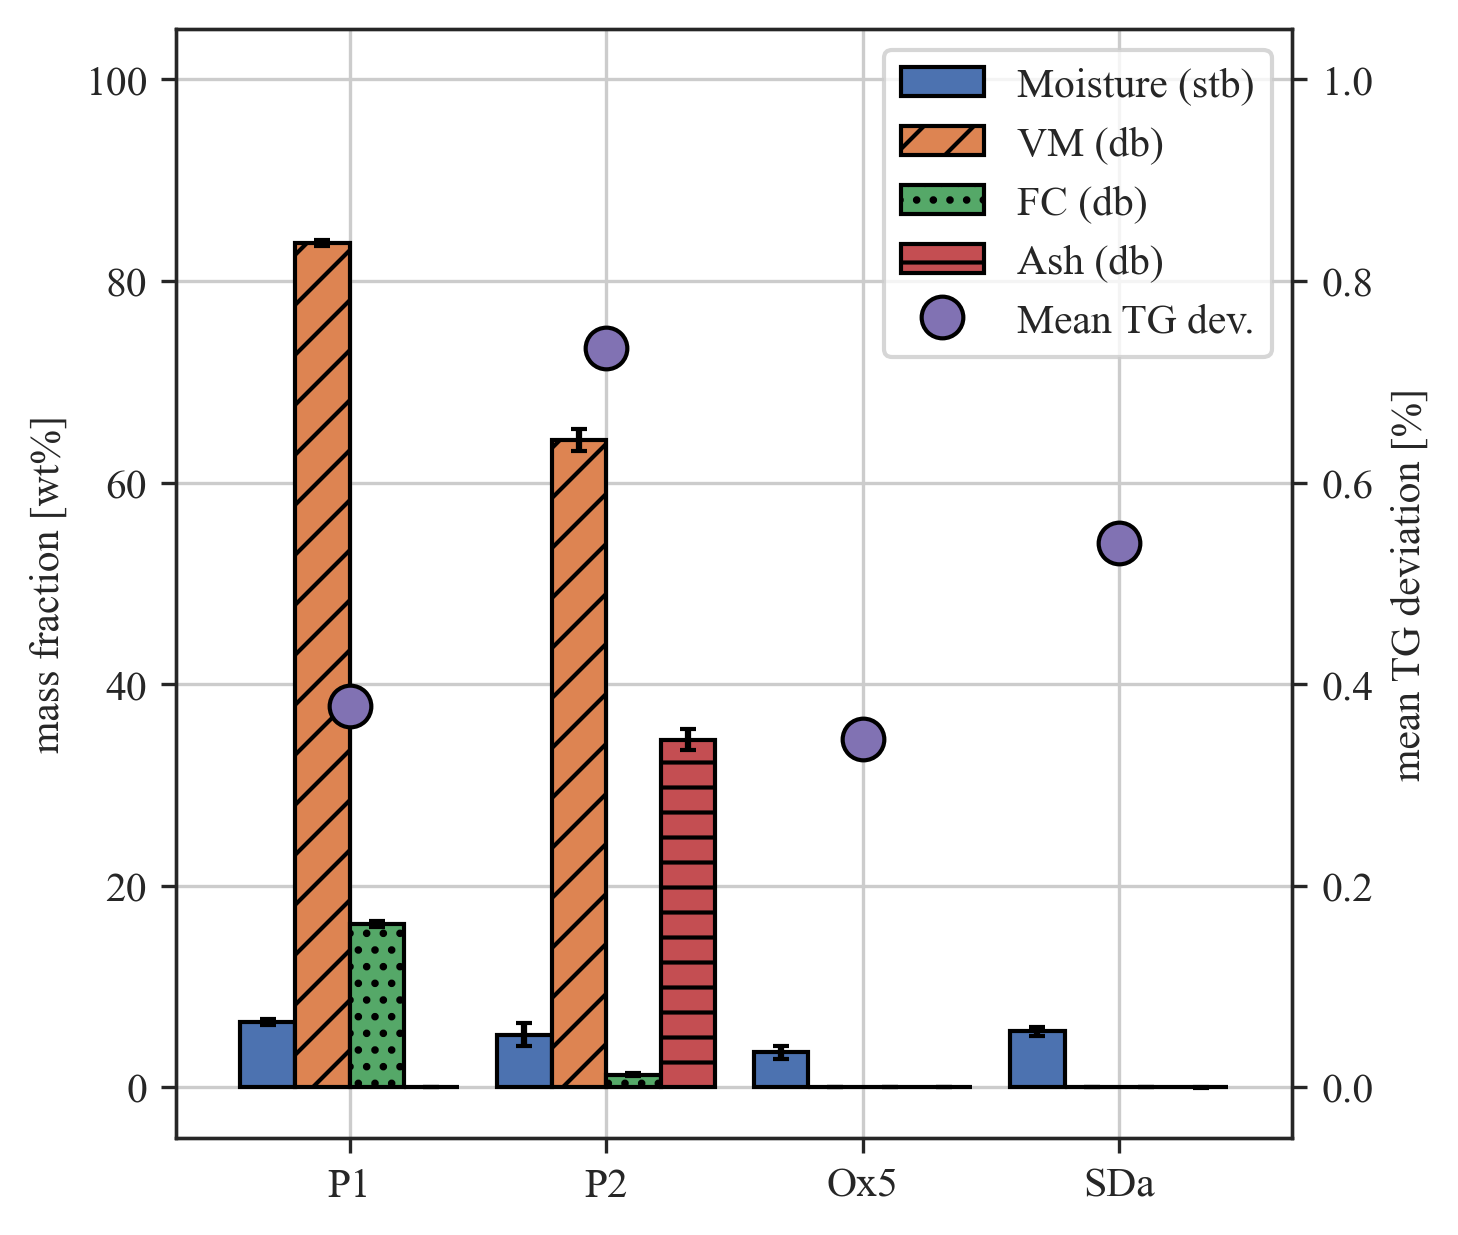 mass fraction [wt%]
100
80
60
40
20
0
Moisture (stb)
VM (db)
FC (db)
Ash (db)
Mean TG dev.
1.0
0.8
0.6
0.4
0.2
0.0
mean TG deviation [%]
P1
P2
Ox5
SDa